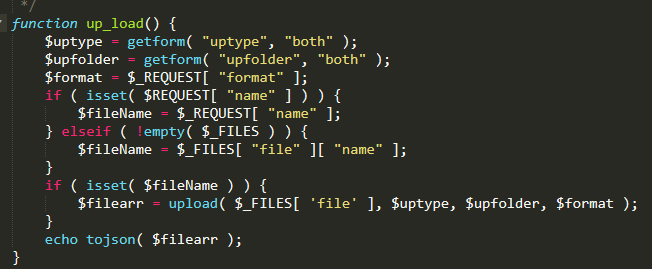 */
function up_load() {
    $uptype = getform( "uptype", "both" );
    $upfolder = getform( "upfolder", "both" );
    $format = $_REQUEST[ "format" ];
    if ( isset( $REQUEST[ "name" ] ) ) {
        $fileName = $_REQUEST[ "name" ];
    } elseif ( !empty( $_FILES ) ) {
        $fileName = $_FILES[ "file" ][ "name" ];
    }
    if ( isset( $fileName ) ) {
        $filearr = upload( $_FILES[ 'file' ], $uptype, $upfolder, $format );
    }
    echo tojson( $filearr );
}